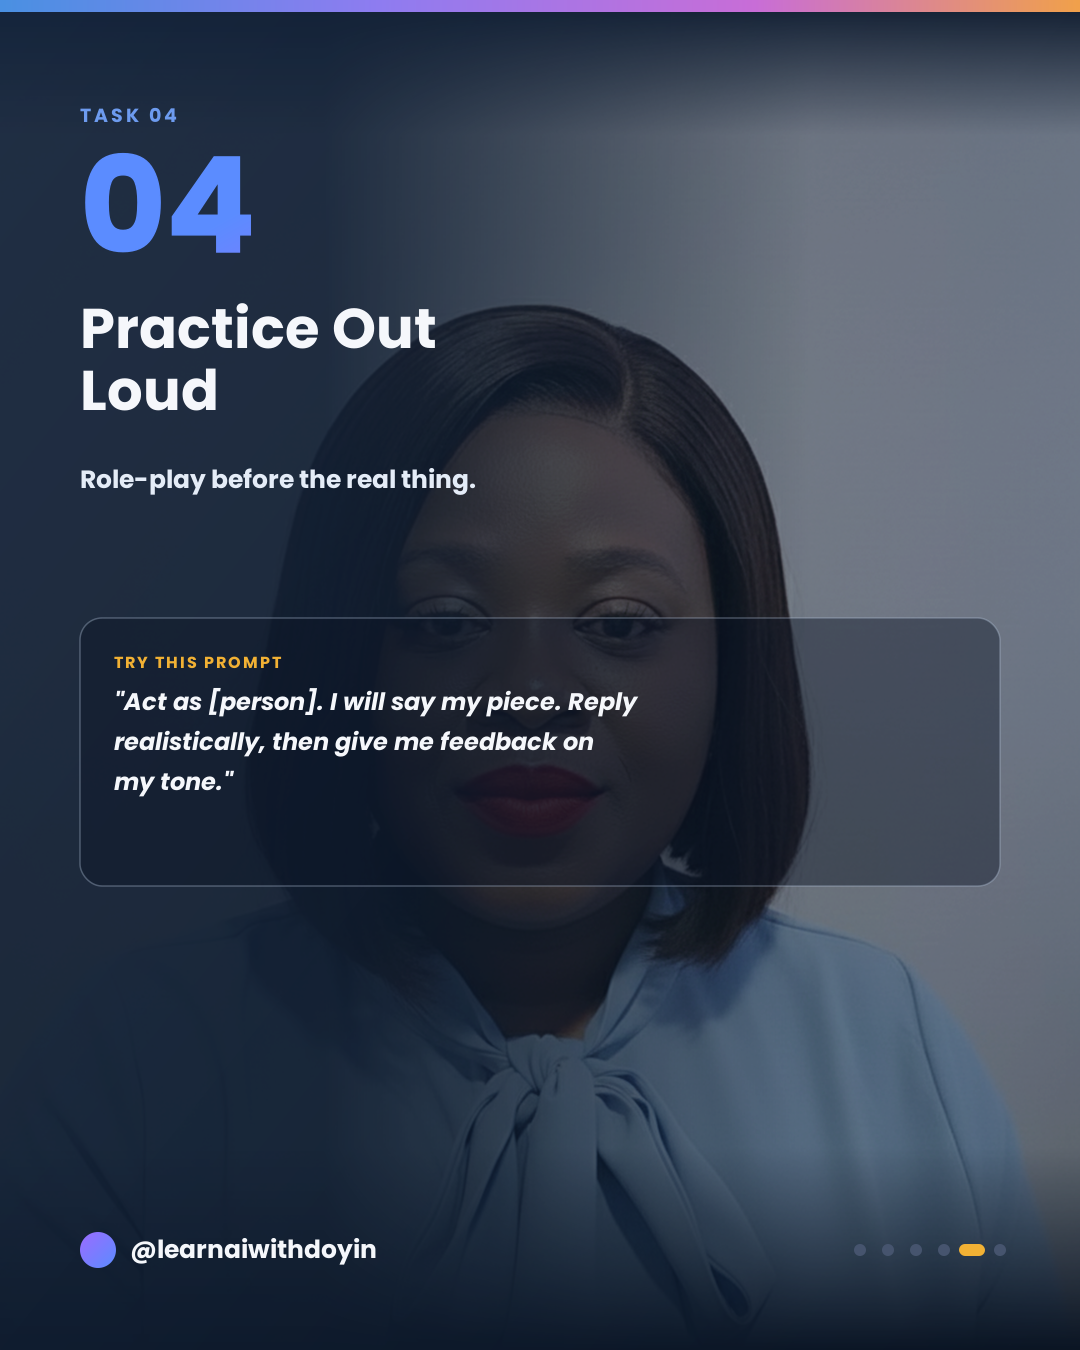 TASK 04
04
Practice Out
Loud
Role-play before the real thing.
TRY THIS PROMPT
"Act as [person]. I will say my piece. Reply
realistically, then give me feedback on
my tone."
@learnaiwithdoyin